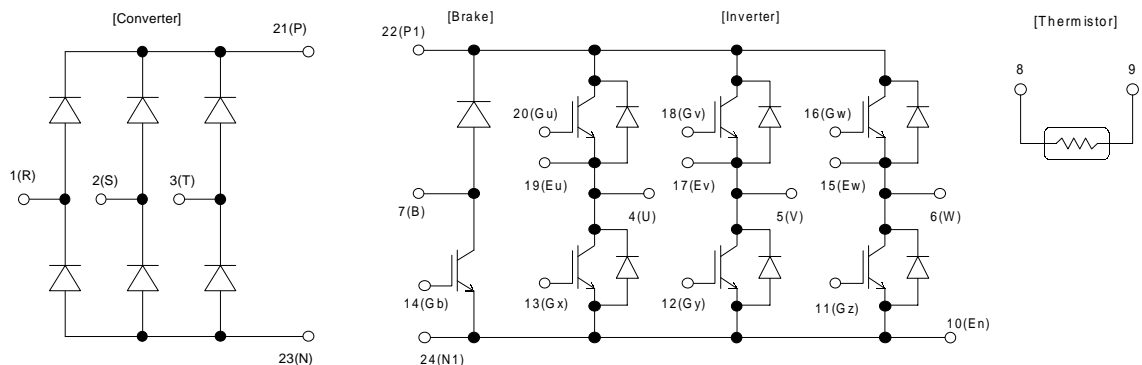 [Converter]
21(P)
1(R)
2(S)
3(T)
23(N)
[Brake]
[Inverter]
22(P1)
20(Gu)
18(Gv)
16(Gw)
19(Eu)
17(Ev)
15(Ew)
7(B)
4(U)
5(V)
6(W)
14(Gb)
13(Gx)
12(Gy)
11(Gz)
24(N1)
10(En)
[Thermistor]
8
9